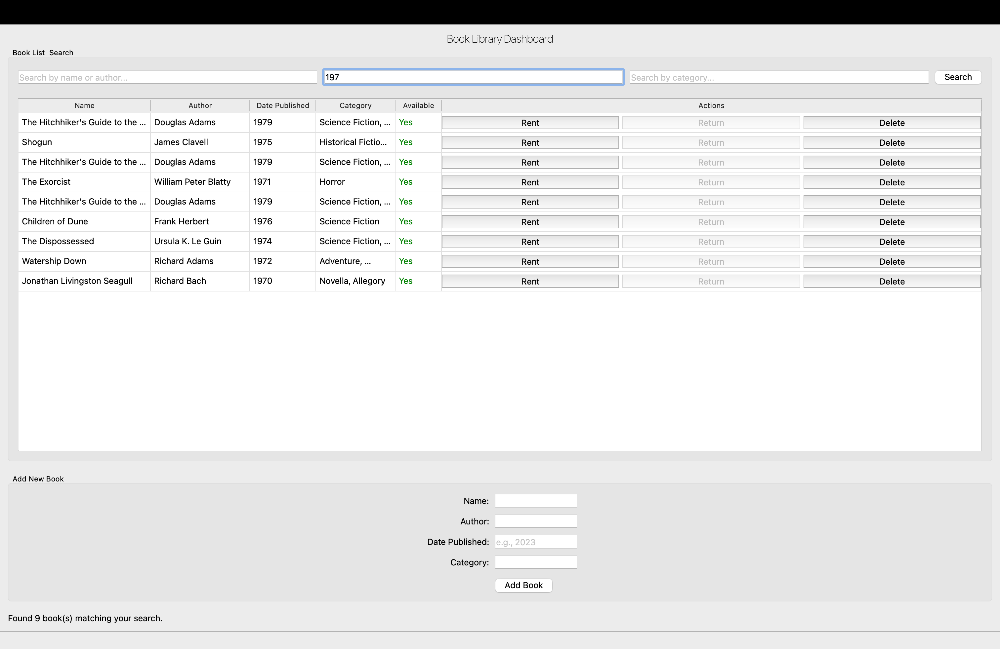 Book Library Dashboard
Book List Search
Search by name or author... 197 Search by category... Search
Name Author Date Published Category Available Actions
The Hitchhiker's Guide to the ... Douglas Adams 1979 Science Fiction, ... Yes Rent Return Delete
Shogun James Clavell 1975 Historical Fictio... Yes Rent Return Delete
The Hitchhiker's Guide to the ... Douglas Adams 1979 Science Fiction, ... Yes Rent Return Delete
The Exorcist William Peter Blatty 1971 Horror Yes Rent Return Delete
The Hitchhiker's Guide to the ... Douglas Adams 1979 Science Fiction, ... Yes Rent Return Delete
Children of Dune Frank Herbert 1976 Science Fiction Yes Rent Return Delete
The Dispossessed Ursula K. Le Guin 1974 Science Fiction, ... Yes Rent Return Delete
Watership Down Richard Adams 1972 Adventure, ... Yes Rent Return Delete
Jonathan Livingston Seagull Richard Bach 1970 Novella, Allegory Yes Rent Return Delete
Add New Book
Name:
Author:
Date Published: e.g., 2023
Category:
Add Book
Found 9 book(s) matching your search.